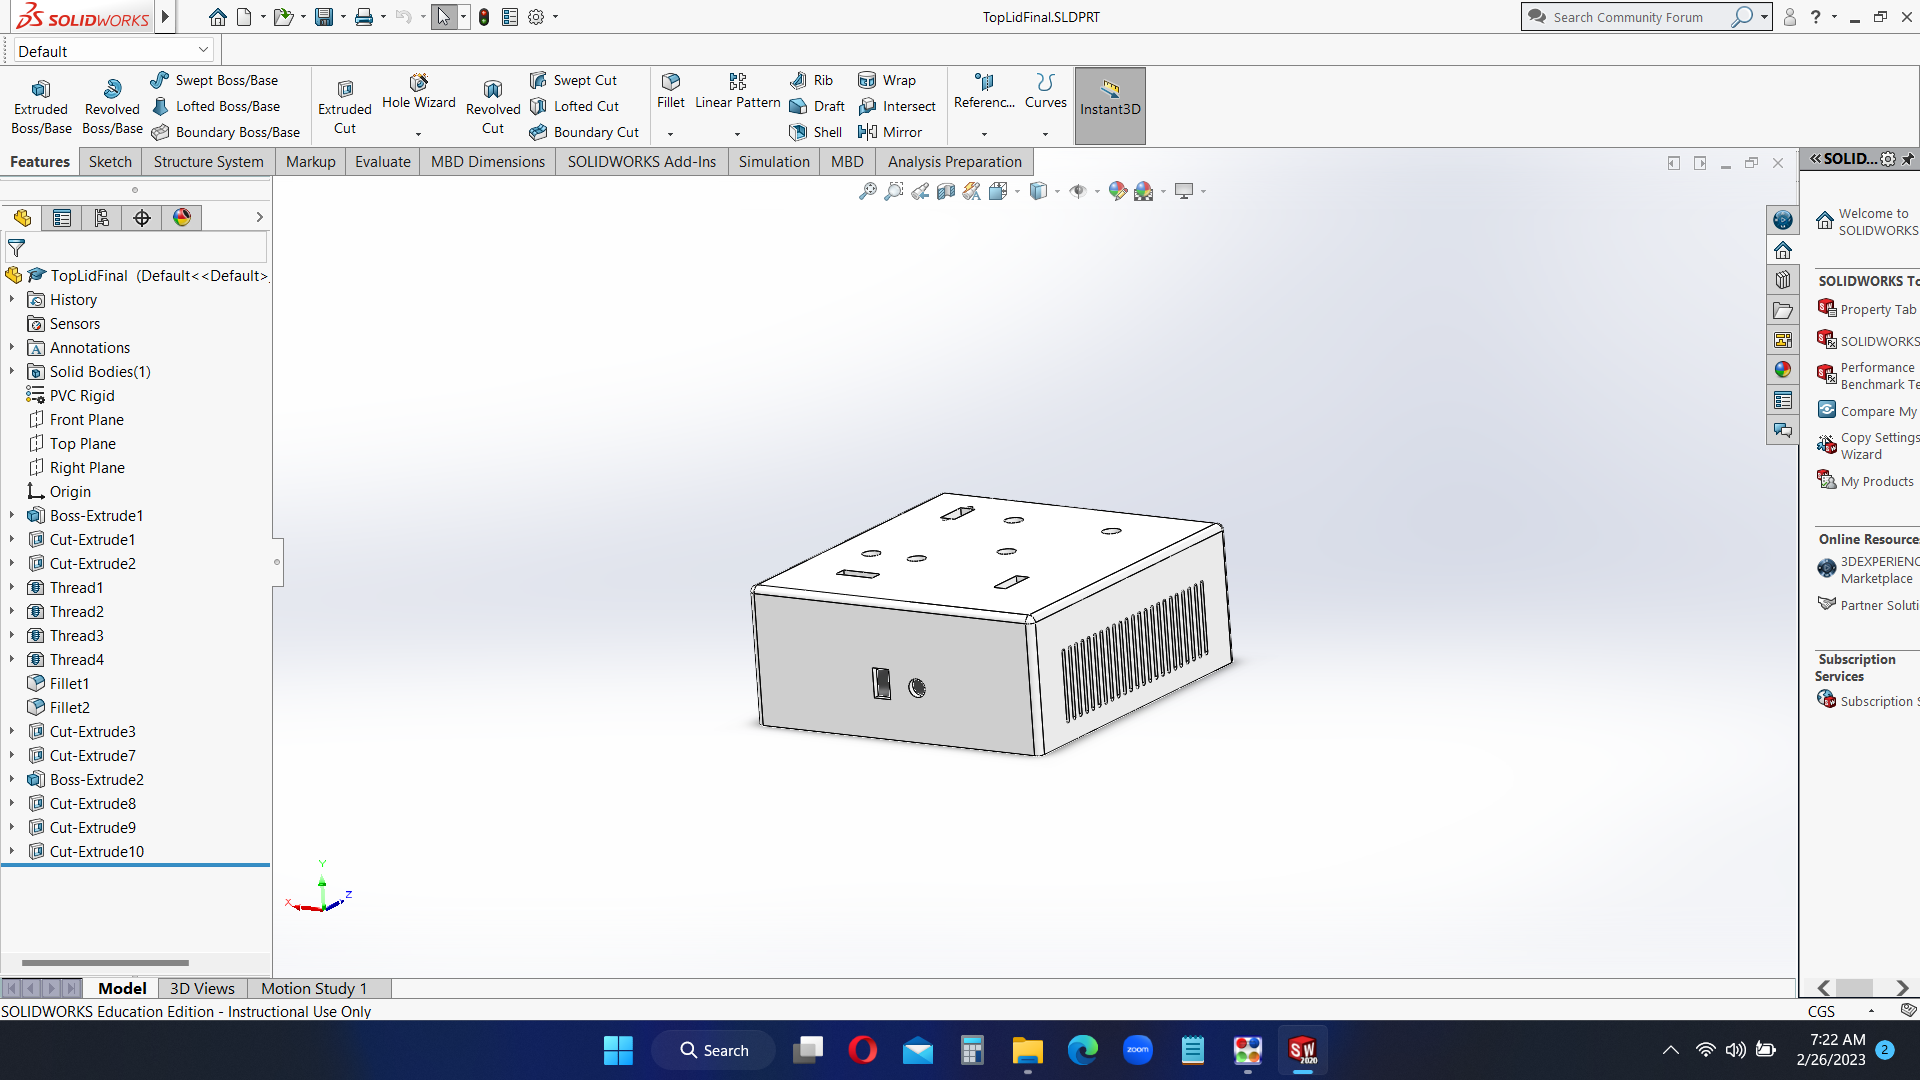 SOLIDWORKS
TopLidFinal.SLDPRT
Search Community Forum
?
Default
Extruded Boss/Base
Revolved Boss/Base
Swept Boss/Base
Lofted Boss/Base
Boundary Boss/Base
Extruded Cut
Hole Wizard
Revolved Cut
Swept Cut
Lofted Cut
Boundary Cut
Fillet
Linear Pattern
Rib
Draft
Shell
Wrap
Intersect
Mirror
Referenc...
Curves
Instant3D
Features
Sketch
Structure System
Markup
Evaluate
MBD Dimensions
SOLIDWORKS Add-Ins
Simulation
MBD
Analysis Preparation
TopLidFinal (Default<<Default>
History
Sensors
Annotations
Solid Bodies(1)
PVC Rigid
Front Plane
Top Plane
Right Plane
Origin
Boss-Extrude1
Cut-Extrude1
Cut-Extrude2
Thread1
Thread2
Thread3
Thread4
Fillet1
Fillet2
Cut-Extrude3
Cut-Extrude7
Boss-Extrude2
Cut-Extrude8
Cut-Extrude9
Cut-Extrude10
Y
X
Z
SOLID...
Welcome to
SOLIDWORKS
SOLIDWORKS To
Property Tab
SOLIDWORKS
Performance
Benchmark Te
Compare My
Copy Settings
Wizard
My Products
Online Resource
3DEXPERIENC
Marketplace
Partner Soluti
Subscription
Services
Subscription S
Model
3D Views
Motion Study 1
SOLIDWORKS Education Edition - Instructional Use Only
CGS
Search
zoom
SW
2020
7:22 AM
2/26/2023
2